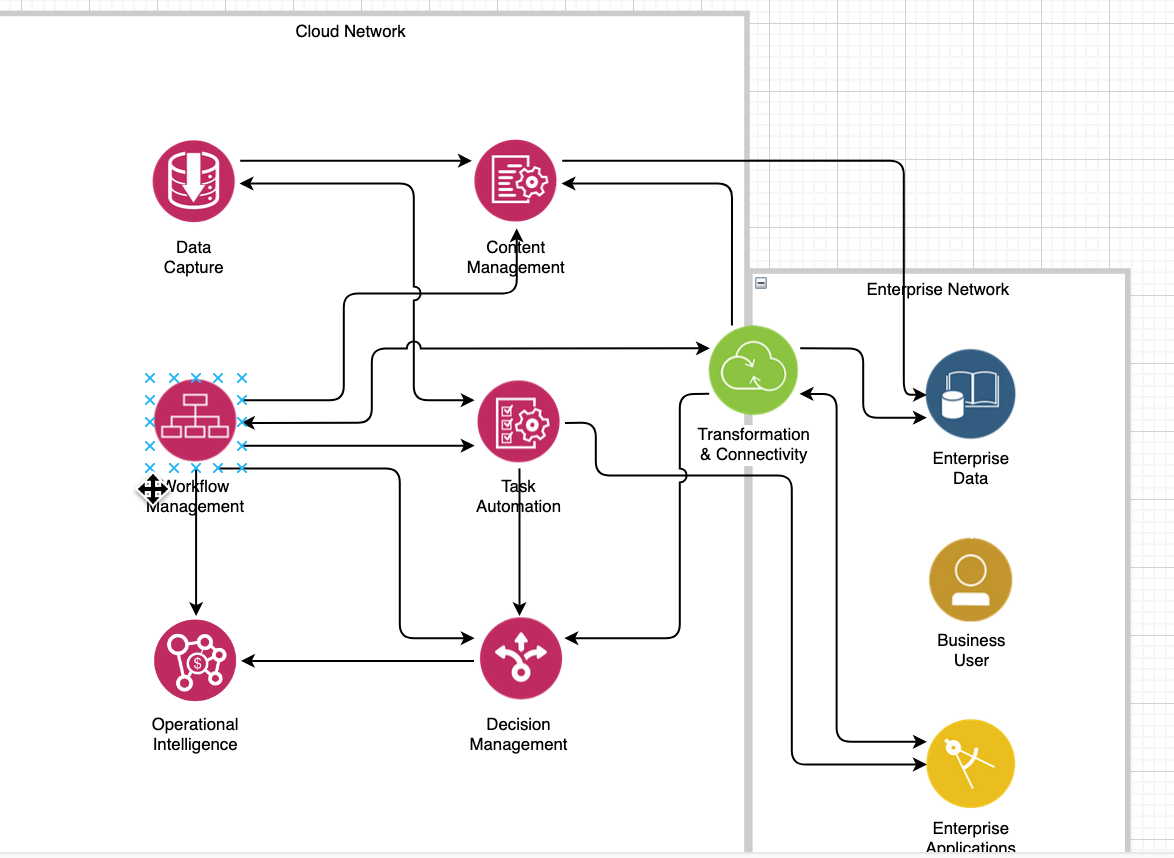 Cloud Network
Data
Capture
Content
Management
Enterprise Network
Transformation
& Connectivity
Enterprise
Data
Workflow
Management
Task
Automation
Business
User
$
Operational
Intelligence
Decision
Management
Enterprise
Applications